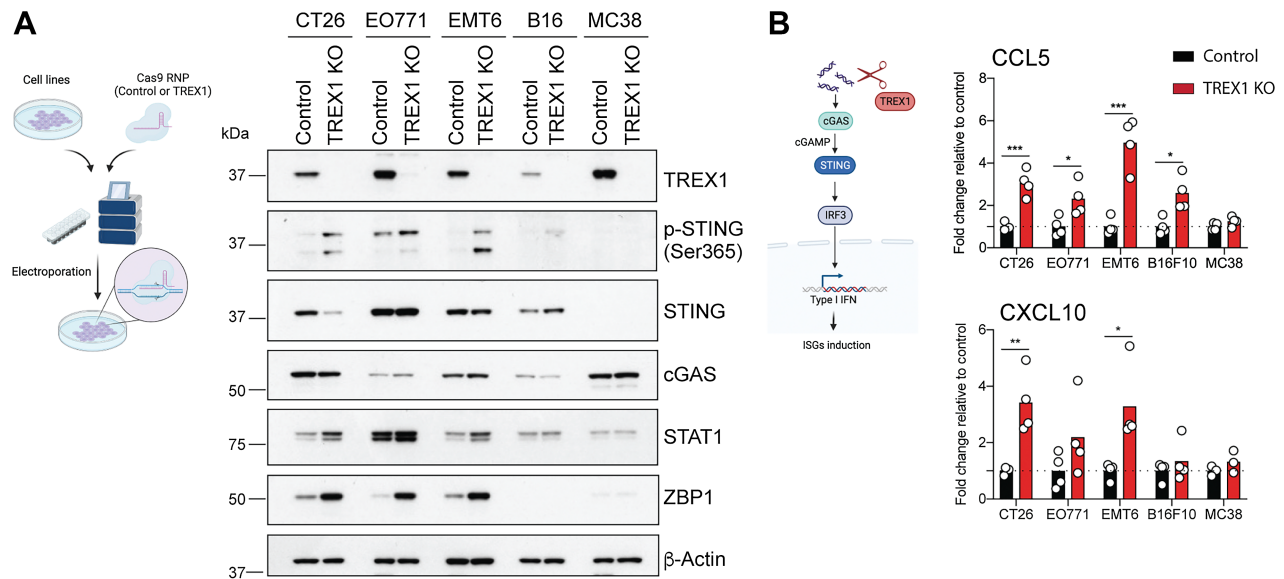 A
CT26 EO771 EMT6 B16 MC38
Control TREX1 KO Control TREX1 KO Control TREX1 KO Control TREX1 KO Control TREX1 KO
Cell lines
Cas9 RNP
(Control or TREX1)
Electroporation
kDa
37 TREX1
37 p-STING
(Ser365)
37 STING
50 cGAS
75 STAT1
50 ZBP1
37 β-Actin
B
TREX1
cGAS
cGAMP
STING
IRF3
Type I IFN
ISGs induction
CCL5
Control
TREX1 KO
Fold change relative to control
8
6
4
2
0
*** * *** *
CT26 EO771 EMT6 B16F10 MC38
CXCL10
Fold change relative to control
6
4
2
0
** *
CT26 EO771 EMT6 B16F10 MC38